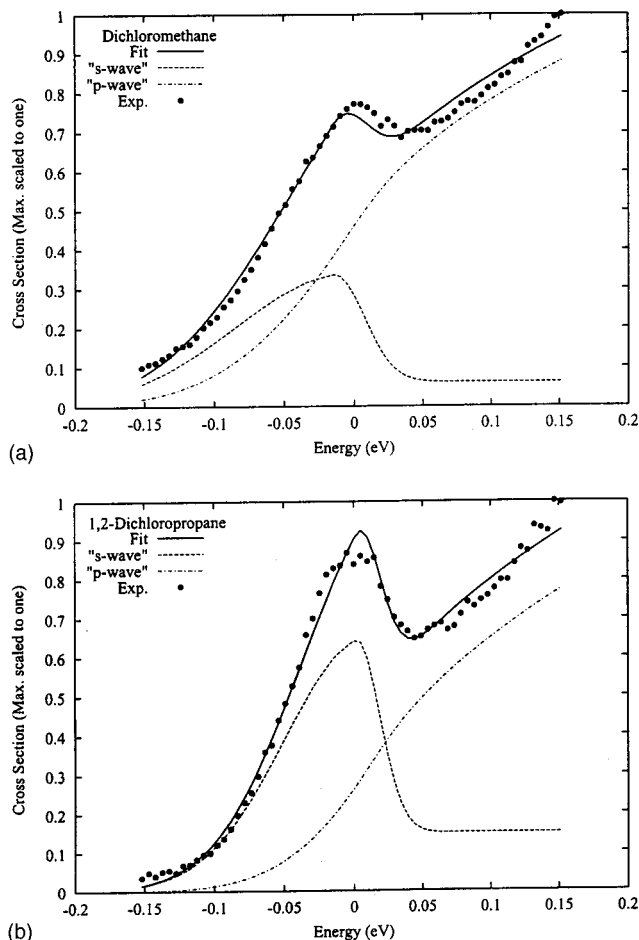 1
0.9
0.8
0.7
0.6
0.5
0.4
0.3
0.2
0.1
0
Cross Section (Max. scaled to one)
Dichloromethane
Fit
"s-wave"
"p-wave"
Exp.
-0.2 -0.15 -0.1 -0.05 0 0.05 0.1 0.15 0.2
Energy (eV)
(a)
1
0.9
0.8
0.7
0.6
0.5
0.4
0.3
0.2
0.1
0
Cross Section (Max. scaled to one)
1,2-Dichloropropane
Fit
"s-wave"
"p-wave"
Exp.
-0.2 -0.15 -0.1 -0.05 0 0.05 0.1 0.15 0.2
Energy (eV)
(b)